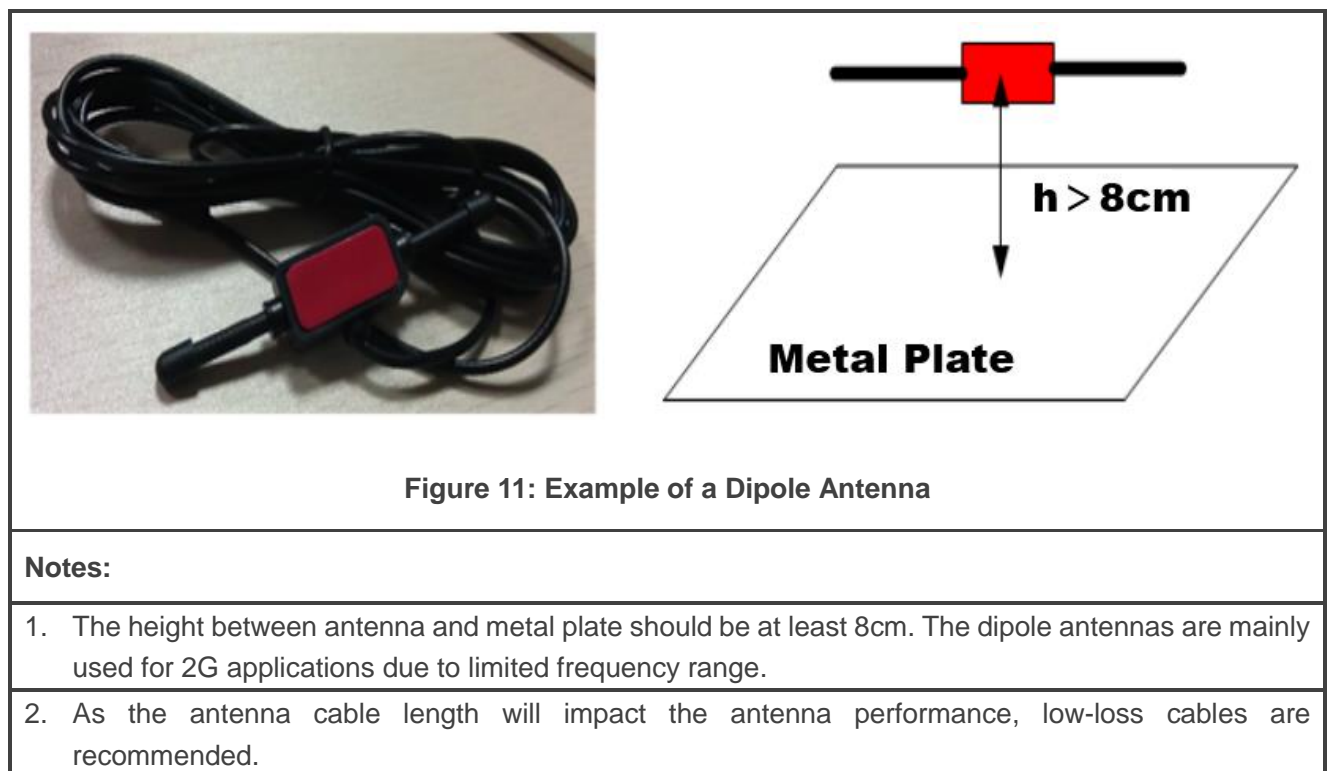 h > 8cm
Metal Plate
Figure 11: Example of a Dipole Antenna
Notes:
1. The height between antenna and metal plate should be at least 8cm. The dipole antennas are mainly
used for 2G applications due to limited frequency range.
2. As the antenna cable length will impact the antenna performance, low-loss cables are
recommended.